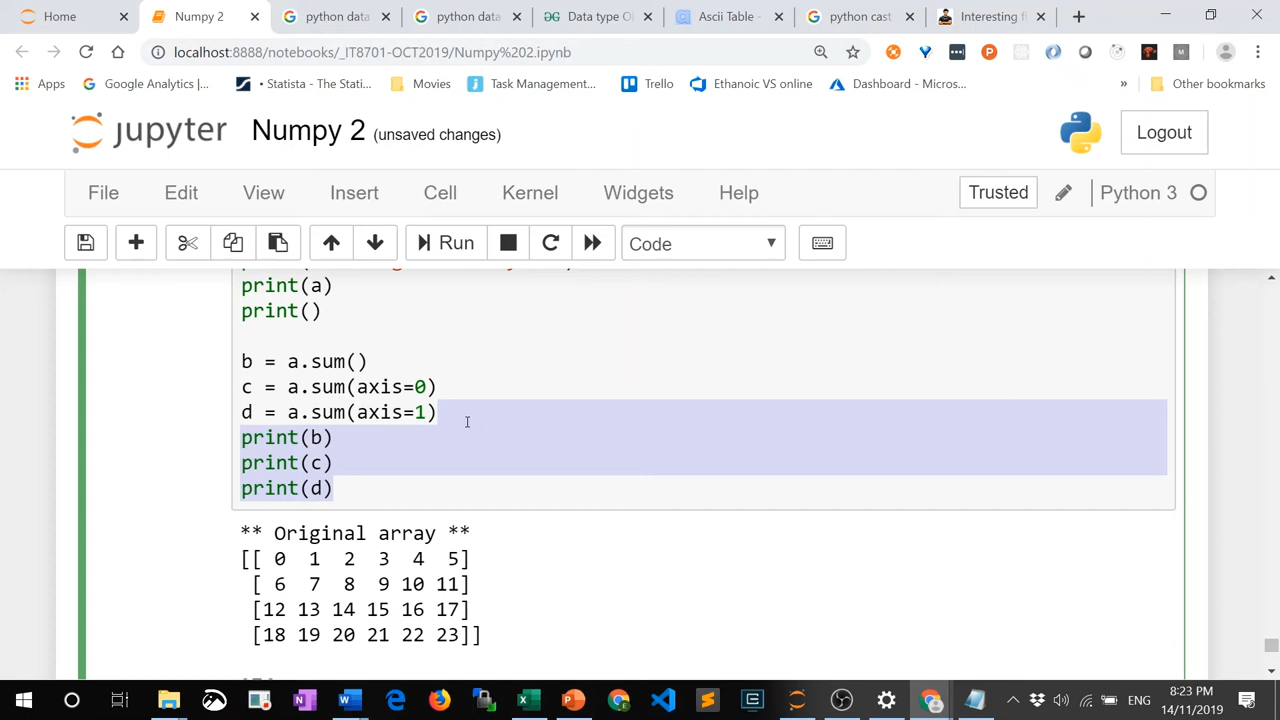 Home
Numpy 2
python data
python data
Data type O
Ascii Table -
python cast
Interesting f
localhost:8888/notebooks/_IT8701-OCT2019/Numpy%202.ipynb
Apps
Google Analytics |...
• Statista - The Stati...
Movies
Task Management...
Trello
Ethanoic VS online
Dashboard - Micros...
»
Other bookmarks
jupyter Numpy 2 (unsaved changes)
Logout
File Edit View Insert Cell Kernel Widgets Help
Trusted
Python 3
Run
Code
print(a)
print()
b = a.sum()
c = a.sum(axis=0)
d = a.sum(axis=1)
print(b)
print(c)
print(d)
** Original array **
[[ 0 1 2 3 4 5]
[ 6 7 8 9 10 11]
[12 13 14 15 16 17]
[18 19 20 21 22 23]]
ENG
8:23 PM
14/11/2019